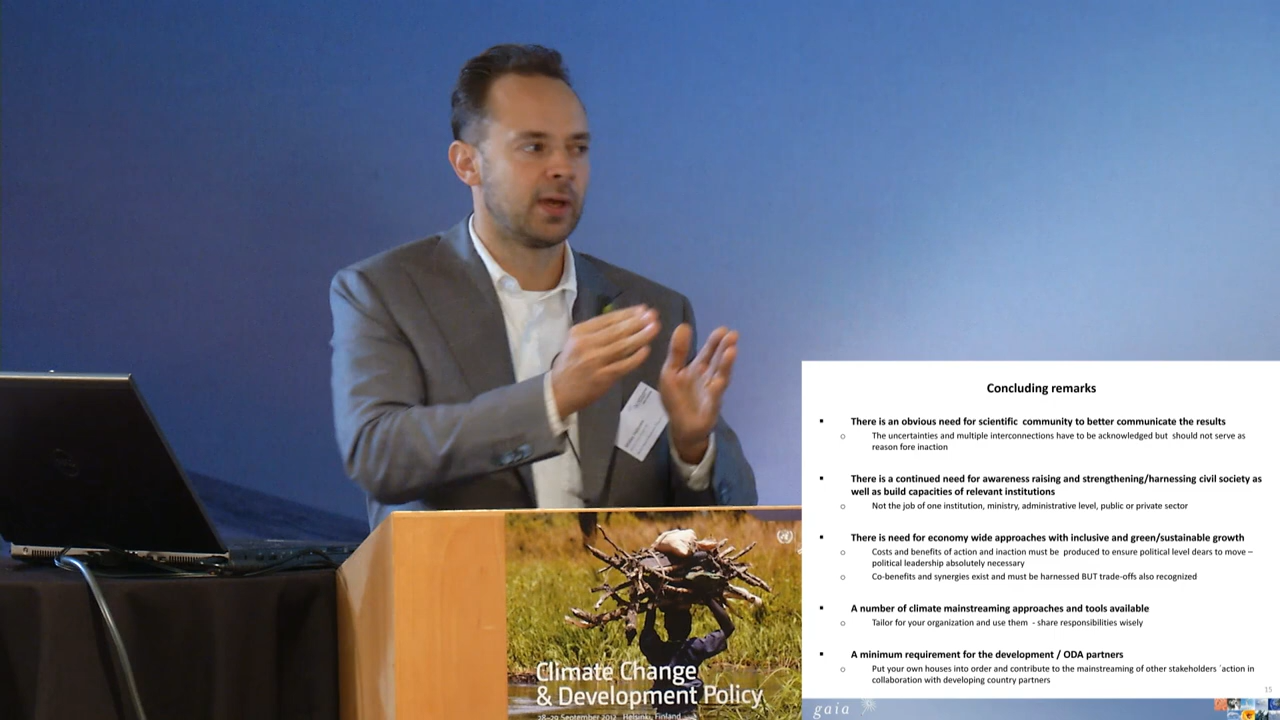 Concluding remarks
▪ There is an obvious need for scientific community to better communicate the results
o The uncertainties and multiple interconnections have to be acknowledged but should not serve as
reason fore inaction
▪ There is a continued need for awareness raising and strengthening/harnessing civil society as
well as build capacities of relevant institutions
o Not the job of one institution, ministry, administrative level, public or private sector
▪ There is need for economy wide approaches with inclusive and green/sustainable growth
o Costs and benefits of action and inaction must be produced to ensure political level dears to move –
political leadership absolutely necessary
o Co-benefits and synergies exist and must be harnessed BUT trade-offs also recognized
▪ A number of climate mainstreaming approaches and tools available
o Tailor for your organization and use them - share responsibilities wisely
▪ A minimum requirement for the development / ODA partners
o Put your own houses into order and contribute to the mainstreaming of other stakeholders ´action in
collaboration with developing country partners
15
gaia
Climate Change
& Development Policy
28–29 September 2012 Helsinki, Finland